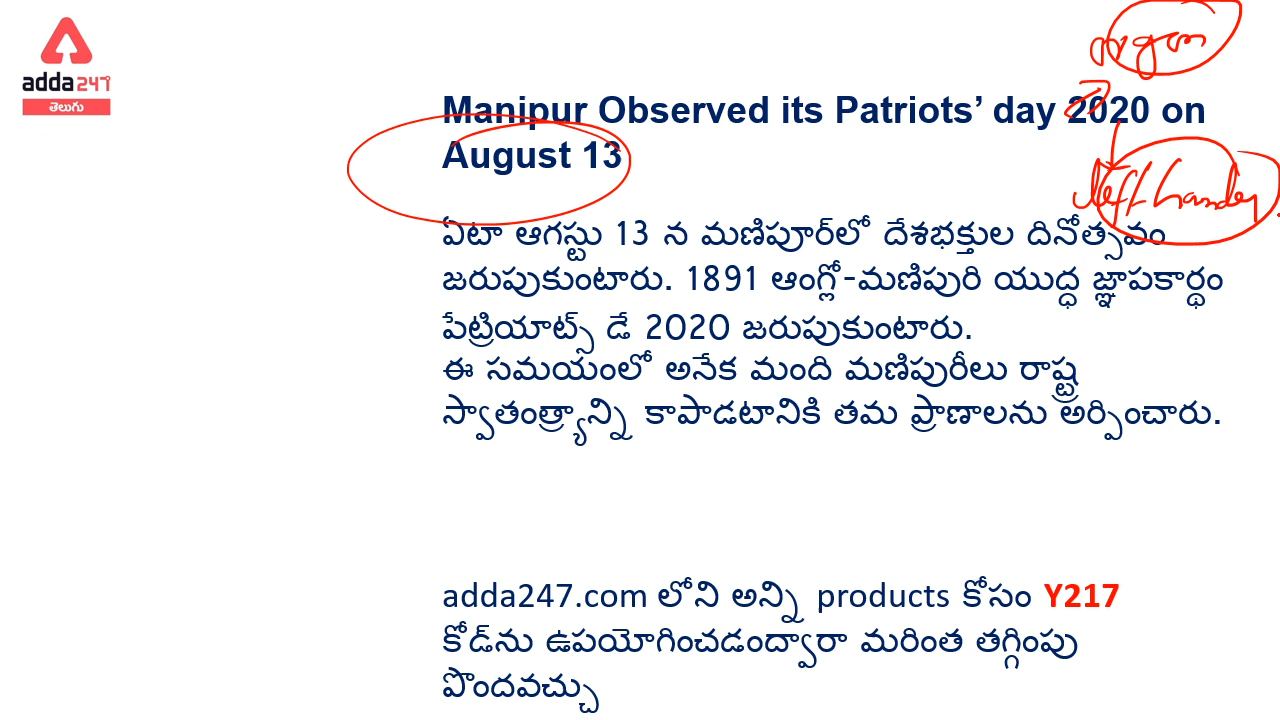 adda247
తెలుగు
Manipur Observed its Patriots’ day 2020 on
August 13
ఏటా ఆగస్టు 13 న మణిపూర్‌లో దేశభక్తుల దినోత్సవం
జరుపుకుంటారు. 1891 ఆంగ్లో-మణిపురి యుద్ధ జ్ఞాపకార్థం
పేట్రియాట్స్ డే 2020 జరుపుకుంటారు.
ఈ సమయంలో అనేక మంది మణిపురీలు రాష్ట్ర
స్వాతంత్ర్యాన్ని కాపాడటానికి తమ ప్రాణాలను అర్పించారు.
adda247.com లోని అన్ని products కోసం Y217
కోడ్‌ను ఉపయోగించడంద్వారా మరింత తగ్గింపు
పొందవచ్చు